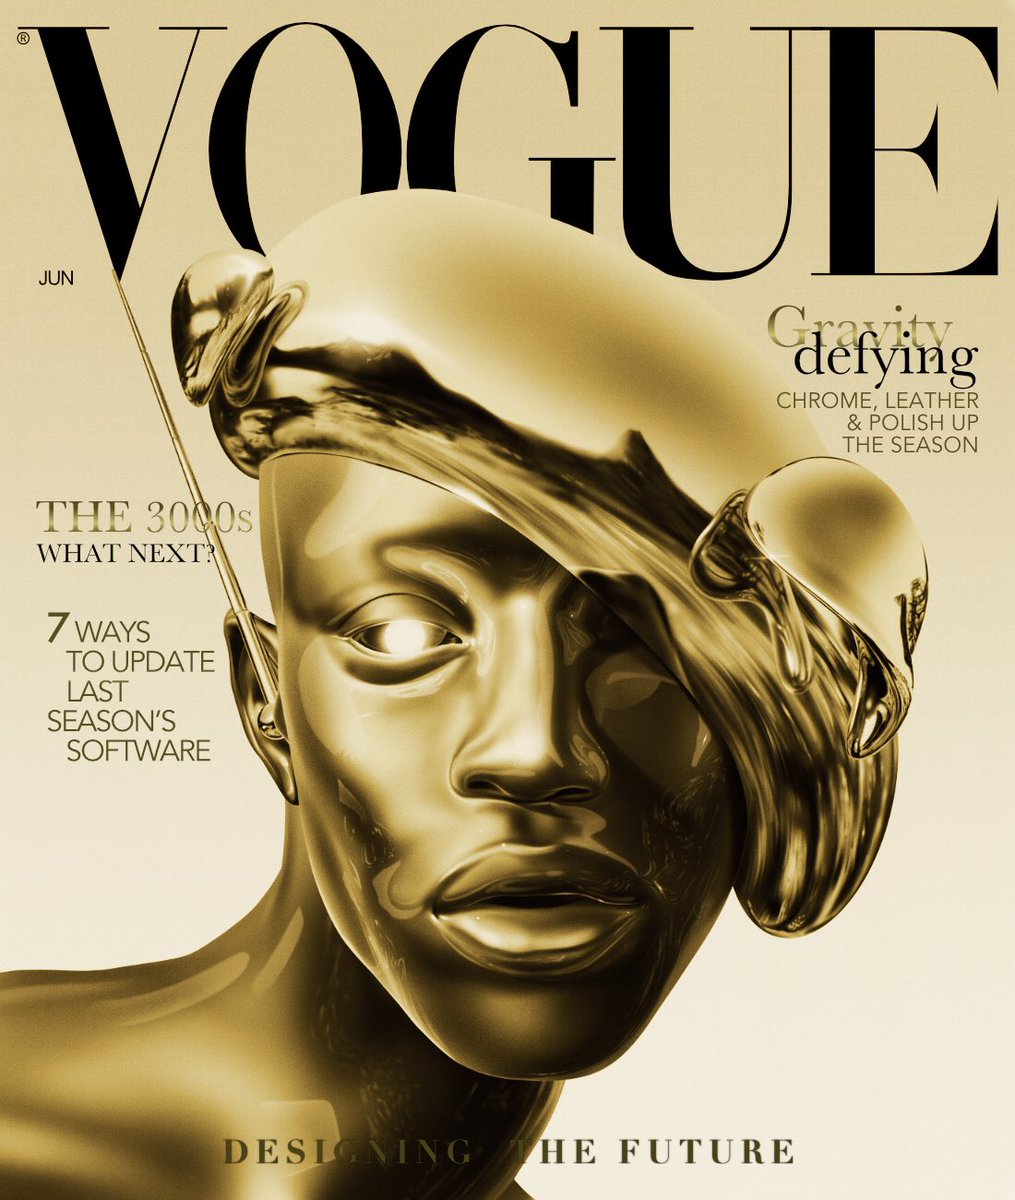 VOGUE
®
JUN
Gravity
defying
CHROME, LEATHER
& POLISH UP
THE SEASON
THE 3000s
WHAT NEXT?
7 WAYS
TO UPDATE
LAST
SEASON'S
SOFTWARE
DESIGNING THE FUTURE